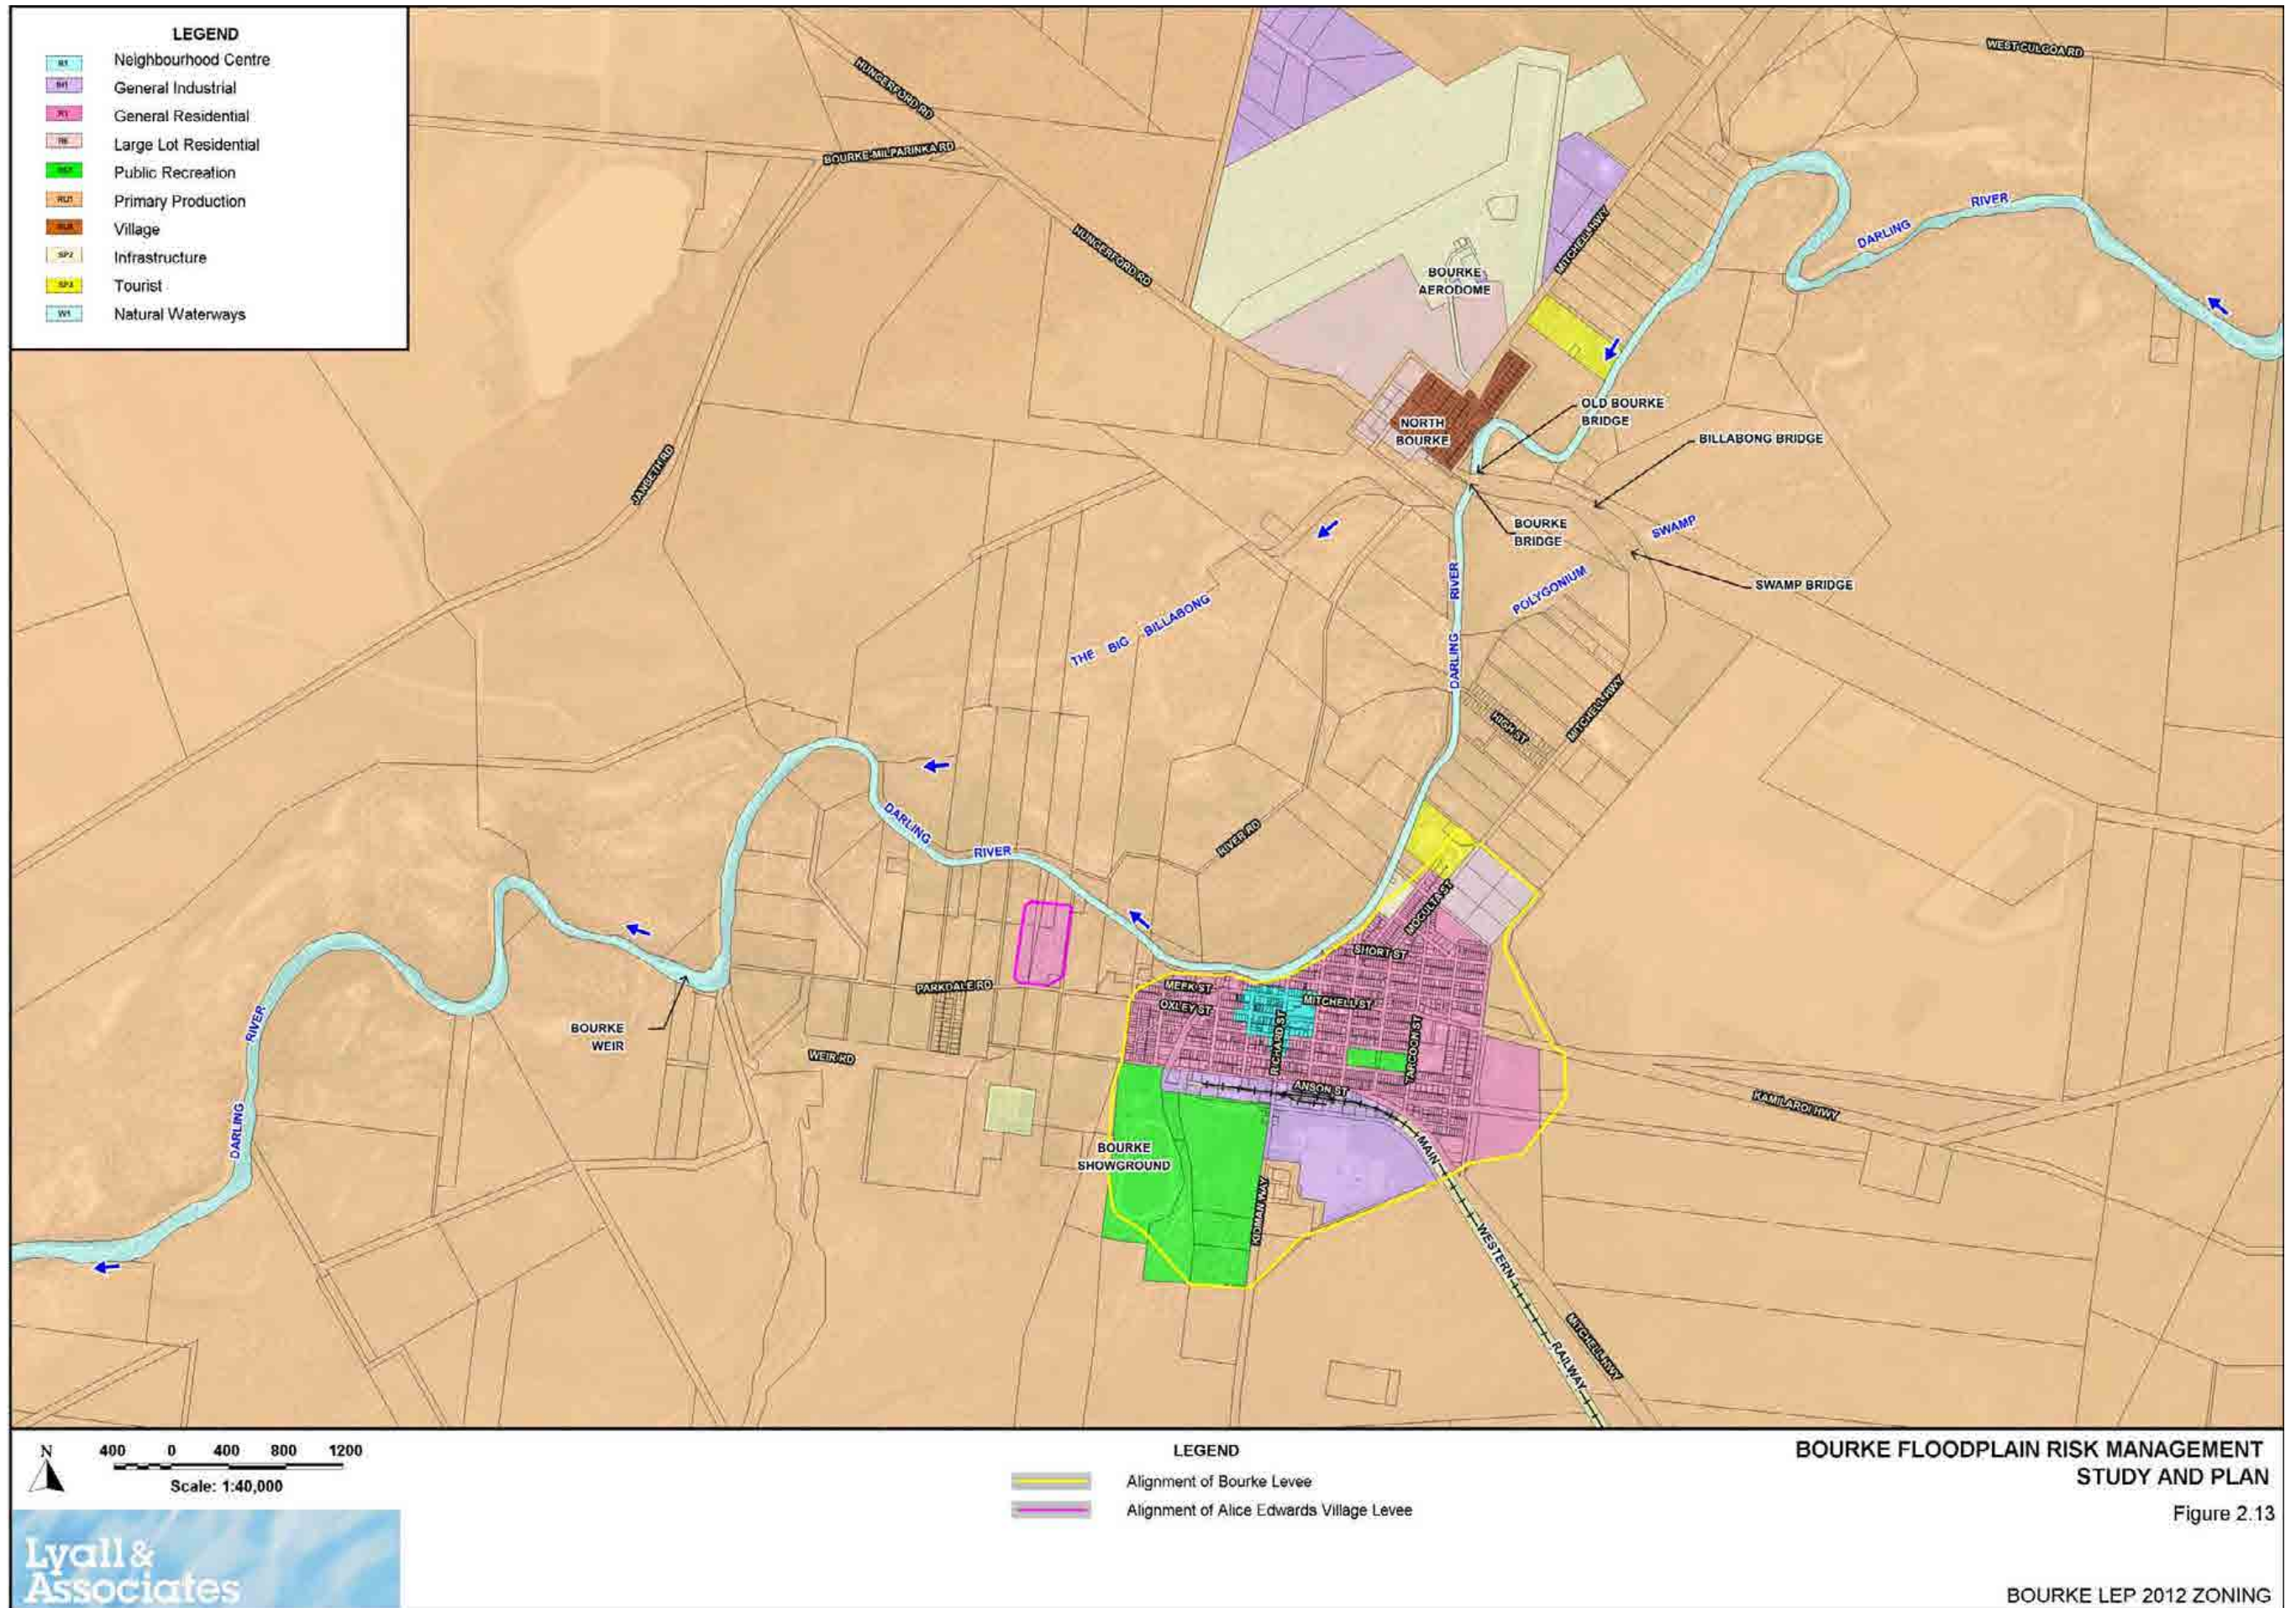 LEGEND
Neighbourhood Centre
General Industrial
R1 General Residential
Large Lot Residential
Public Recreation
RU1 Primary Production
Village
SP2 Infrastructure
SP3 Tourist
W1 Natural Waterways
WEST CULGOA RD
HUNGERFORD RD
BOURKE-MILPARINKA RD
HUNGERFORD RD
MITCHELL HWY
DARLING
RIVER
BOURKE
AERODOME
OLD BOURKE
BRIDGE
NORTH
BOURKE
BILLABONG BRIDGE
JANBETH RD
BOURKE
BRIDGE
SWAMP
POLYGONIUM
SWAMP BRIDGE
RIVER
DARLING
THE BIG BILLABONG
HIGH ST
MITCHELL HWY
DARLING
RIVER
RIVER RD
MOCULTA ST
SHORT ST
PARKDALE RD
MEEK ST
OXLEY ST
MITCHELL ST
RICHARD ST
TARCOON ST
ANSON ST
BOURKE
WEIR
WEIR RD
RIVER
DARLING
KAMILAROI HWY
BOURKE
SHOWGROUND
KIDMAN WAY
MAIN
WESTERN
RAILWAY
MITCHELL HWY
N
400 0 400 800 1200
Scale: 1:40,000
LEGEND
Alignment of Bourke Levee
Alignment of Alice Edwards Village Levee
BOURKE FLOODPLAIN RISK MANAGEMENT
STUDY AND PLAN
Figure 2.13
Lyall &
Associates
BOURKE LEP 2012 ZONING